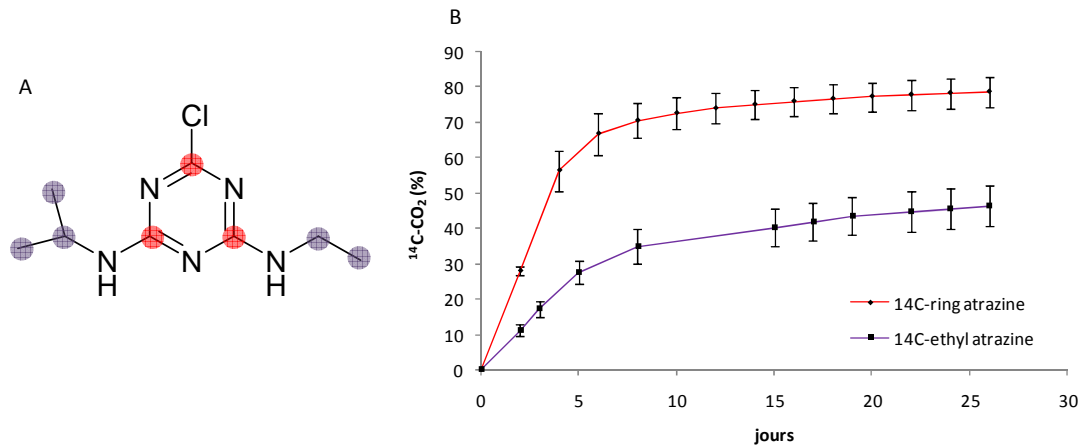 A
Cl
N
N
N
H
N
N
H
B
90
80
70
60
50
40
30
20
10
0
¹⁴C-CO₂ (%)
0 5 10 15 20 25 30
jours
14C-ring atrazine
14C-ethyl atrazine